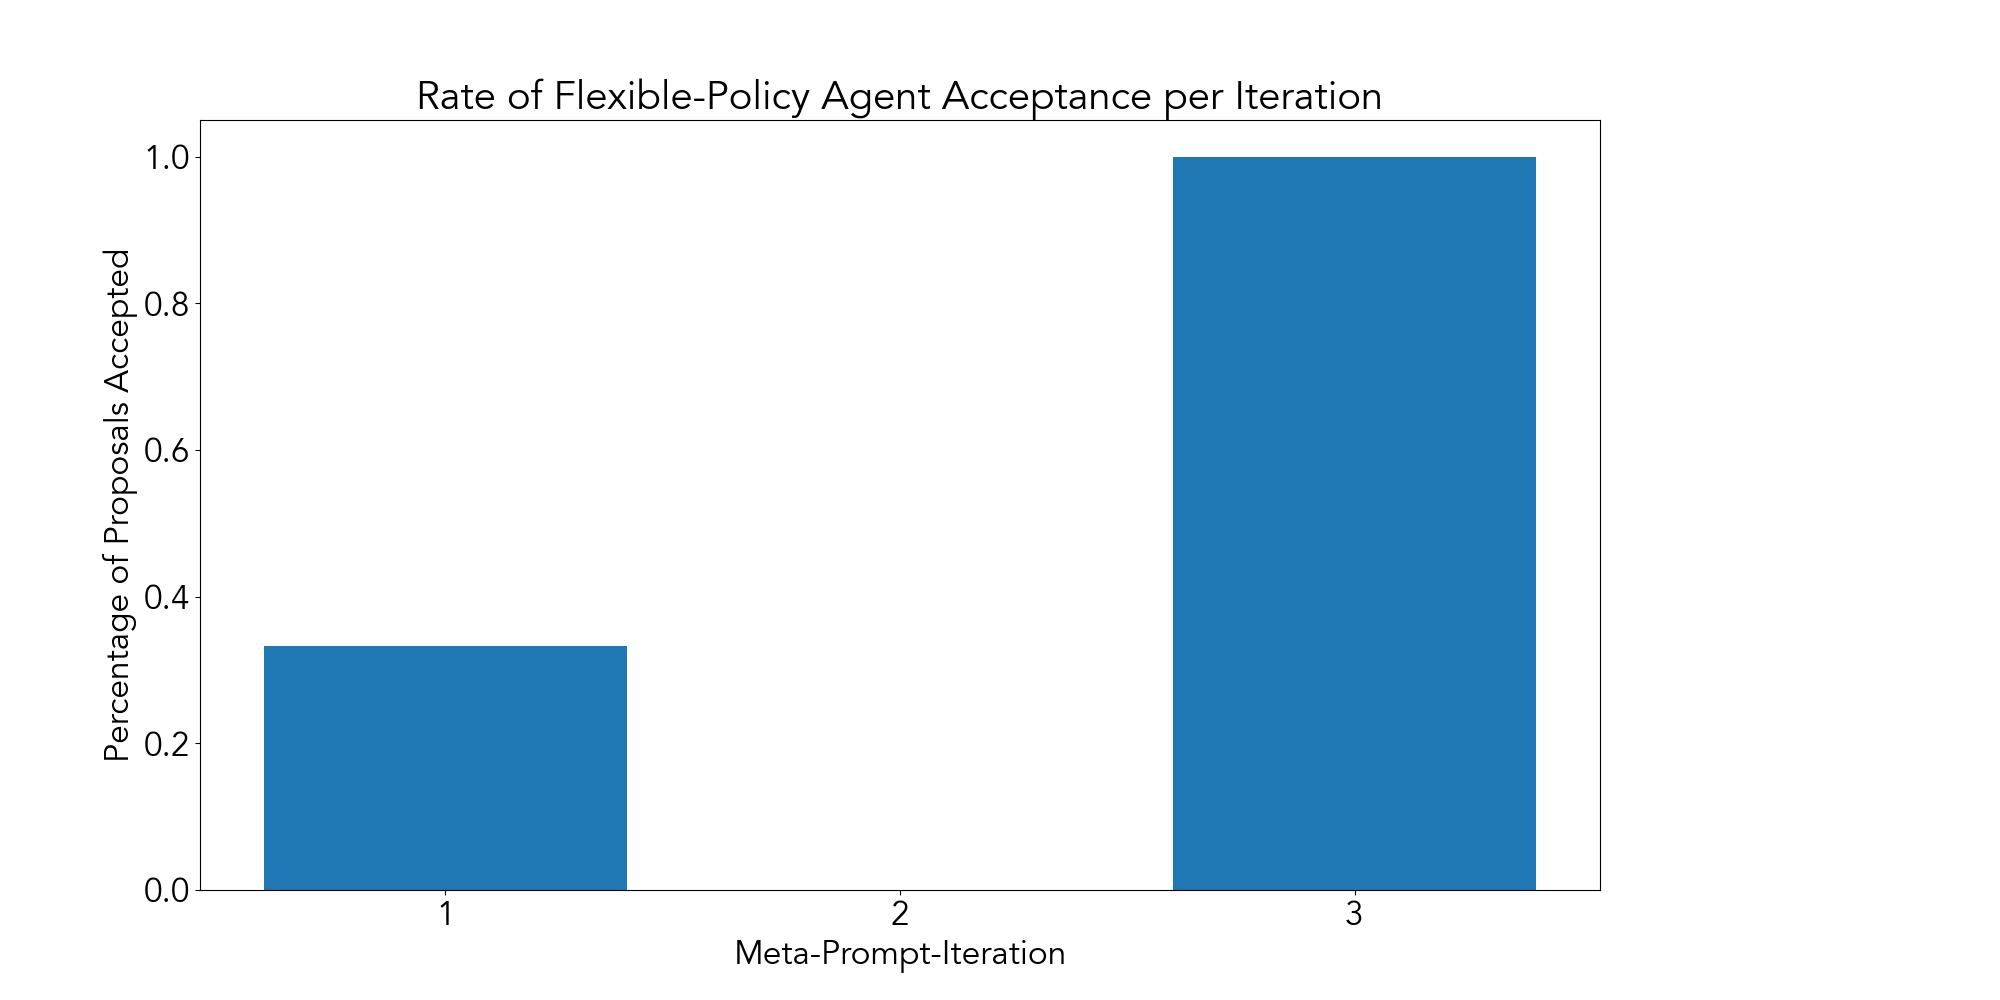 Rate of Flexible-Policy Agent Acceptance per Iteration
Percentage of Proposals Accepted
1.0
0.8
0.6
0.4
0.2
0.0
1 2 3
Meta-Prompt-Iteration